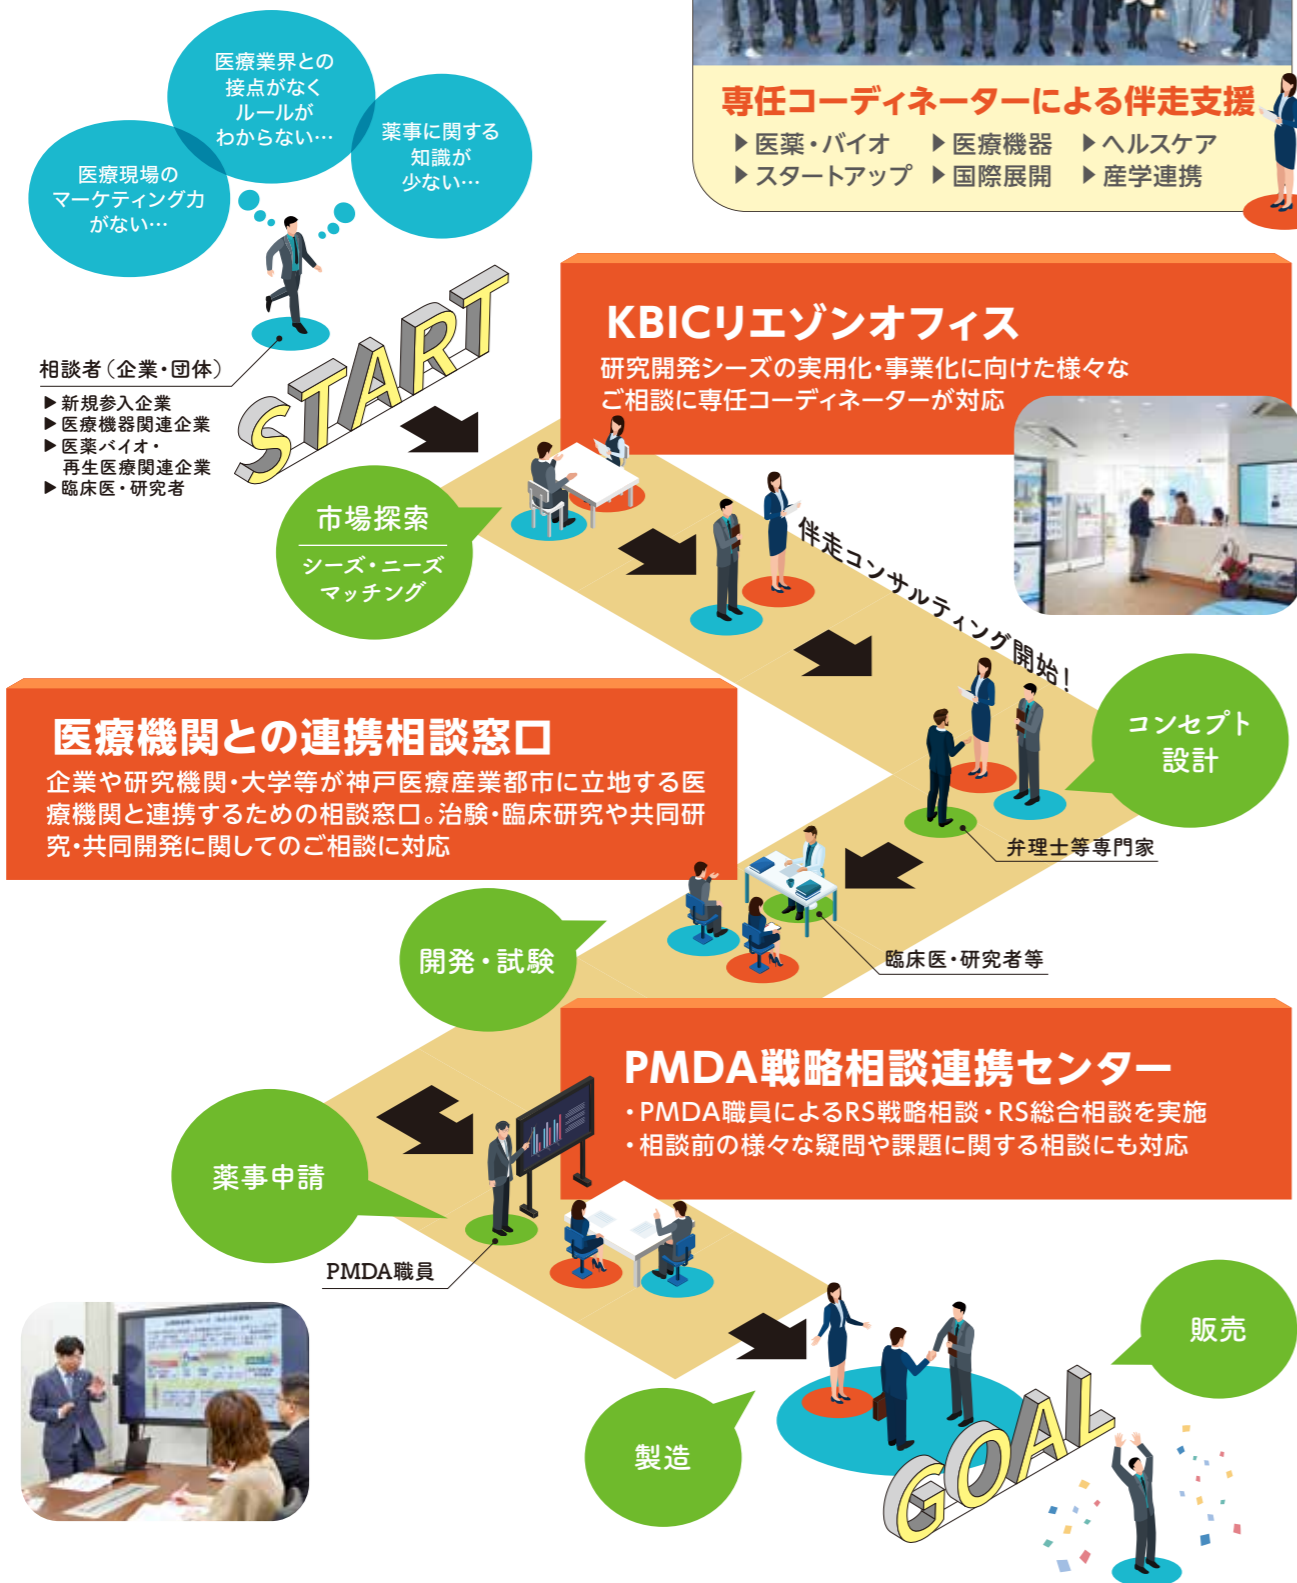 医療業界との
接点がなく
ルールが
わからない…
薬事に関する
知識が
少ない…
医療現場の
マーケティング力
がない…
専任コーディネーターによる伴走支援
▶医薬・バイオ ▶医療機器 ▶ヘルスケア
▶スタートアップ ▶国際展開 ▶産学連携
START
相談者（企業・団体）
▶新規参入企業
▶医療機器関連企業
▶医薬バイオ・
再生医療関連企業
▶臨床医・研究者
KBICリエゾンオフィス
研究開発シーズの実用化・事業化に向けた様々な
ご相談に専任コーディネーターが対応
市場探索
シーズ・ニーズ
マッチング
伴走コンサルティング開始！
コンセプト
設計
弁理士等専門家
医療機関との連携相談窓口
企業や研究機関・大学等が神戸医療産業都市に立地する医
療機関と連携するための相談窓口。治験・臨床研究や共同研
究・共同開発に関してのご相談に対応
開発・試験
臨床医・研究者等
PMDA戦略相談連携センター
・PMDA職員によるRS戦略相談・RS総合相談を実施
・相談前の様々な疑問や課題に関する相談にも対応
薬事申請
PMDA職員
販売
製造
GOAL